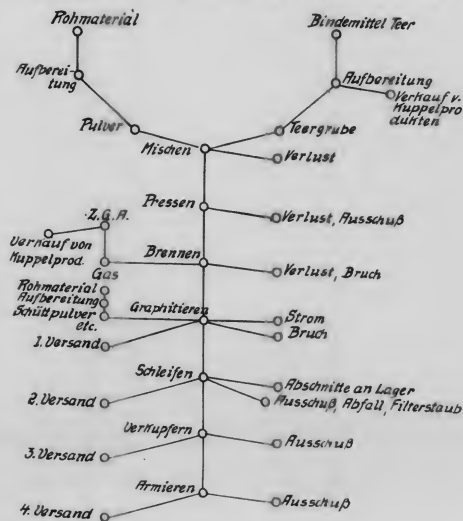 Rohmaterial
Bindemittel Teer
Aufberei-
tung
Aufbereitung
Verkauf v.
Kuppelpro-
dukten
Pulver
Teergrube
Mischen
Verlust
Pressen
Verlust, Ausschuß
Z.G.A.
Verkauf von
Kuppelprod.
Brennen
Verlust, Bruch
Gas
Rohmaterial
Aufbereitung
Schüttpulver
etc.
Graphitieren
Strom
Bruch
1. Versand
Schleifen
Abschnitte an Lager
Ausschuß, Abfall, Filterstaub
2. Versand
Verkupfern
Ausschuß
3. Versand
Armieren
Ausschuß
4. Versand